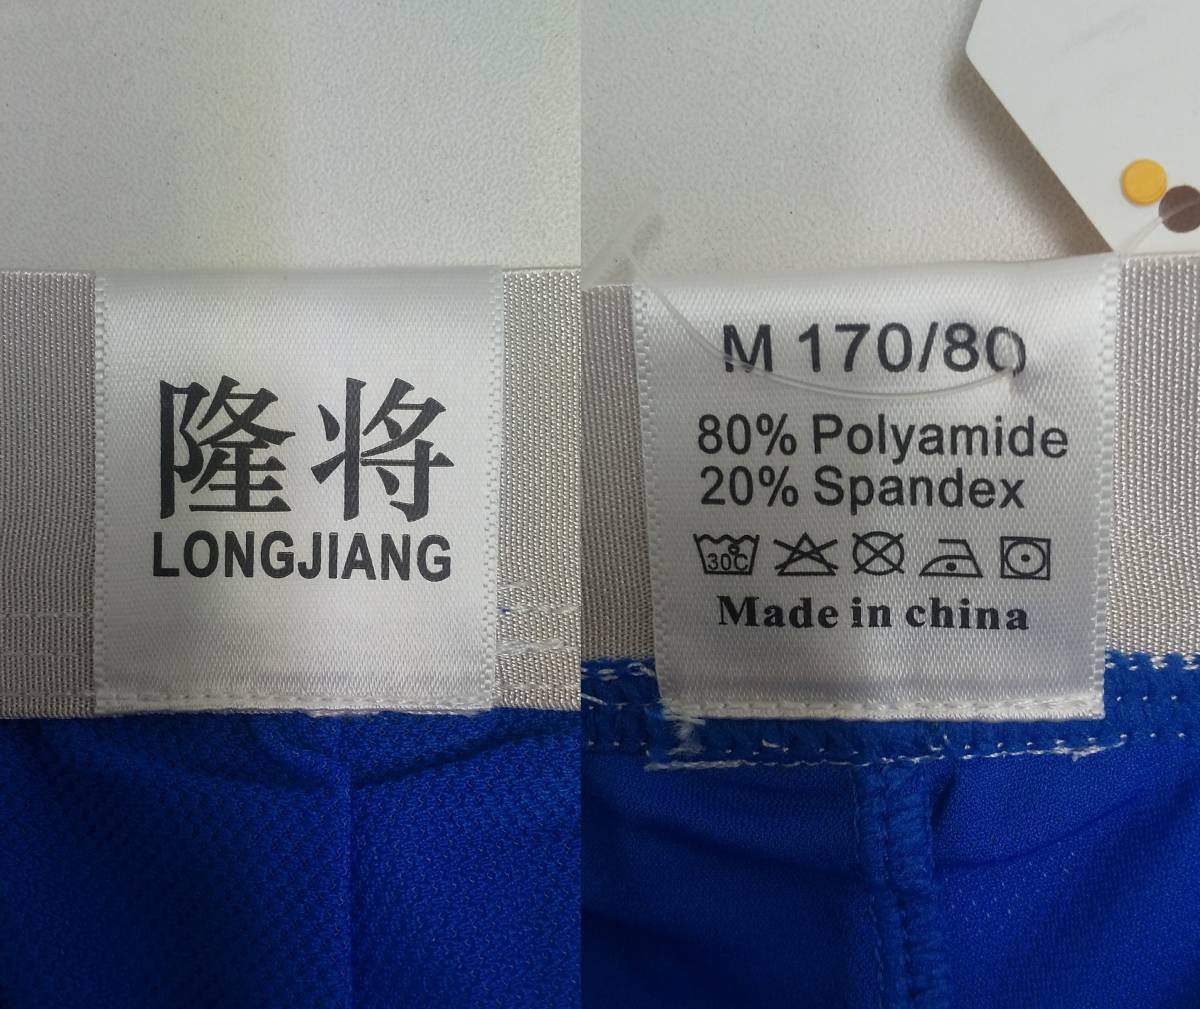 隆将
LONGJIANG
M 170/80
80% Polyamide
20% Spandex
30C
Made in china